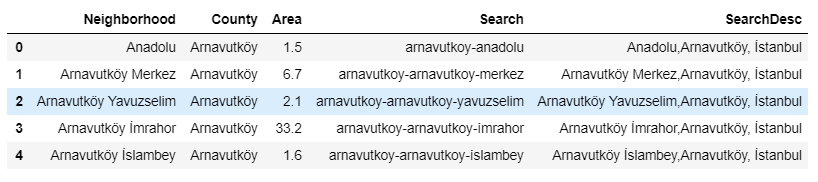 Neighborhood County Area Search SearchDesc
0 Anadolu Arnavutköy 1.5 arnavutkoy-anadolu Anadolu,Arnavutköy, İstanbul
1 Arnavutköy Merkez Arnavutköy 6.7 arnavutkoy-arnavutkoy-merkez Arnavutköy Merkez,Arnavutköy, İstanbul
2 Arnavutköy Yavuzselim Arnavutköy 2.1 arnavutkoy-arnavutkoy-yavuzselim Arnavutköy Yavuzselim,Arnavutköy, İstanbul
3 Arnavutköy İmrahor Arnavutköy 33.2 arnavutkoy-arnavutkoy-imrahor Arnavutköy İmrahor,Arnavutköy, İstanbul
4 Arnavutköy İslambey Arnavutköy 1.6 arnavutkoy-arnavutkoy-islambey Arnavutköy İslambey,Arnavutköy, İstanbul